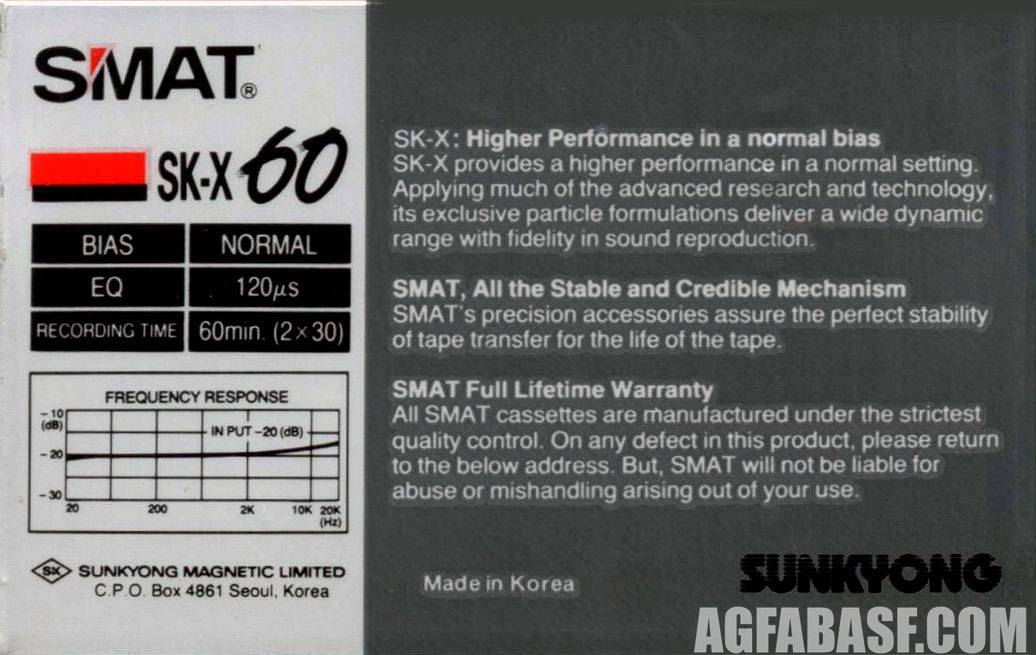 SMAT®
SK-X 60
BIAS NORMAL
EQ 120μs
RECORDING TIME 60min. (2×30)
FREQUENCY RESPONSE
-10
(dB)
IN PUT -20 (dB)
-20
-30
20 200 2K 10K 20K
(Hz)
SK SUNKYONG MAGNETIC LIMITED
C.P.O. Box 4861 Seoul, Korea
SK-X: Higher Performance in a normal bias
SK-X provides a higher performance in a normal setting.
Applying much of the advanced research and technology,
its exclusive particle formulations deliver a wide dynamic
range with fidelity in sound reproduction.
SMAT, All the Stable and Credible Mechanism
SMAT's precision accessories assure the perfect stability
of tape transfer for the life of the tape.
SMAT Full Lifetime Warranty
All SMAT cassettes are manufactured under the strictest
quality control. On any defect in this product, please return
to the below address. But, SMAT will not be liable for
abuse or mishandling arising out of your use.
Made in Korea
SUNKYONG
AGFABASF.COM